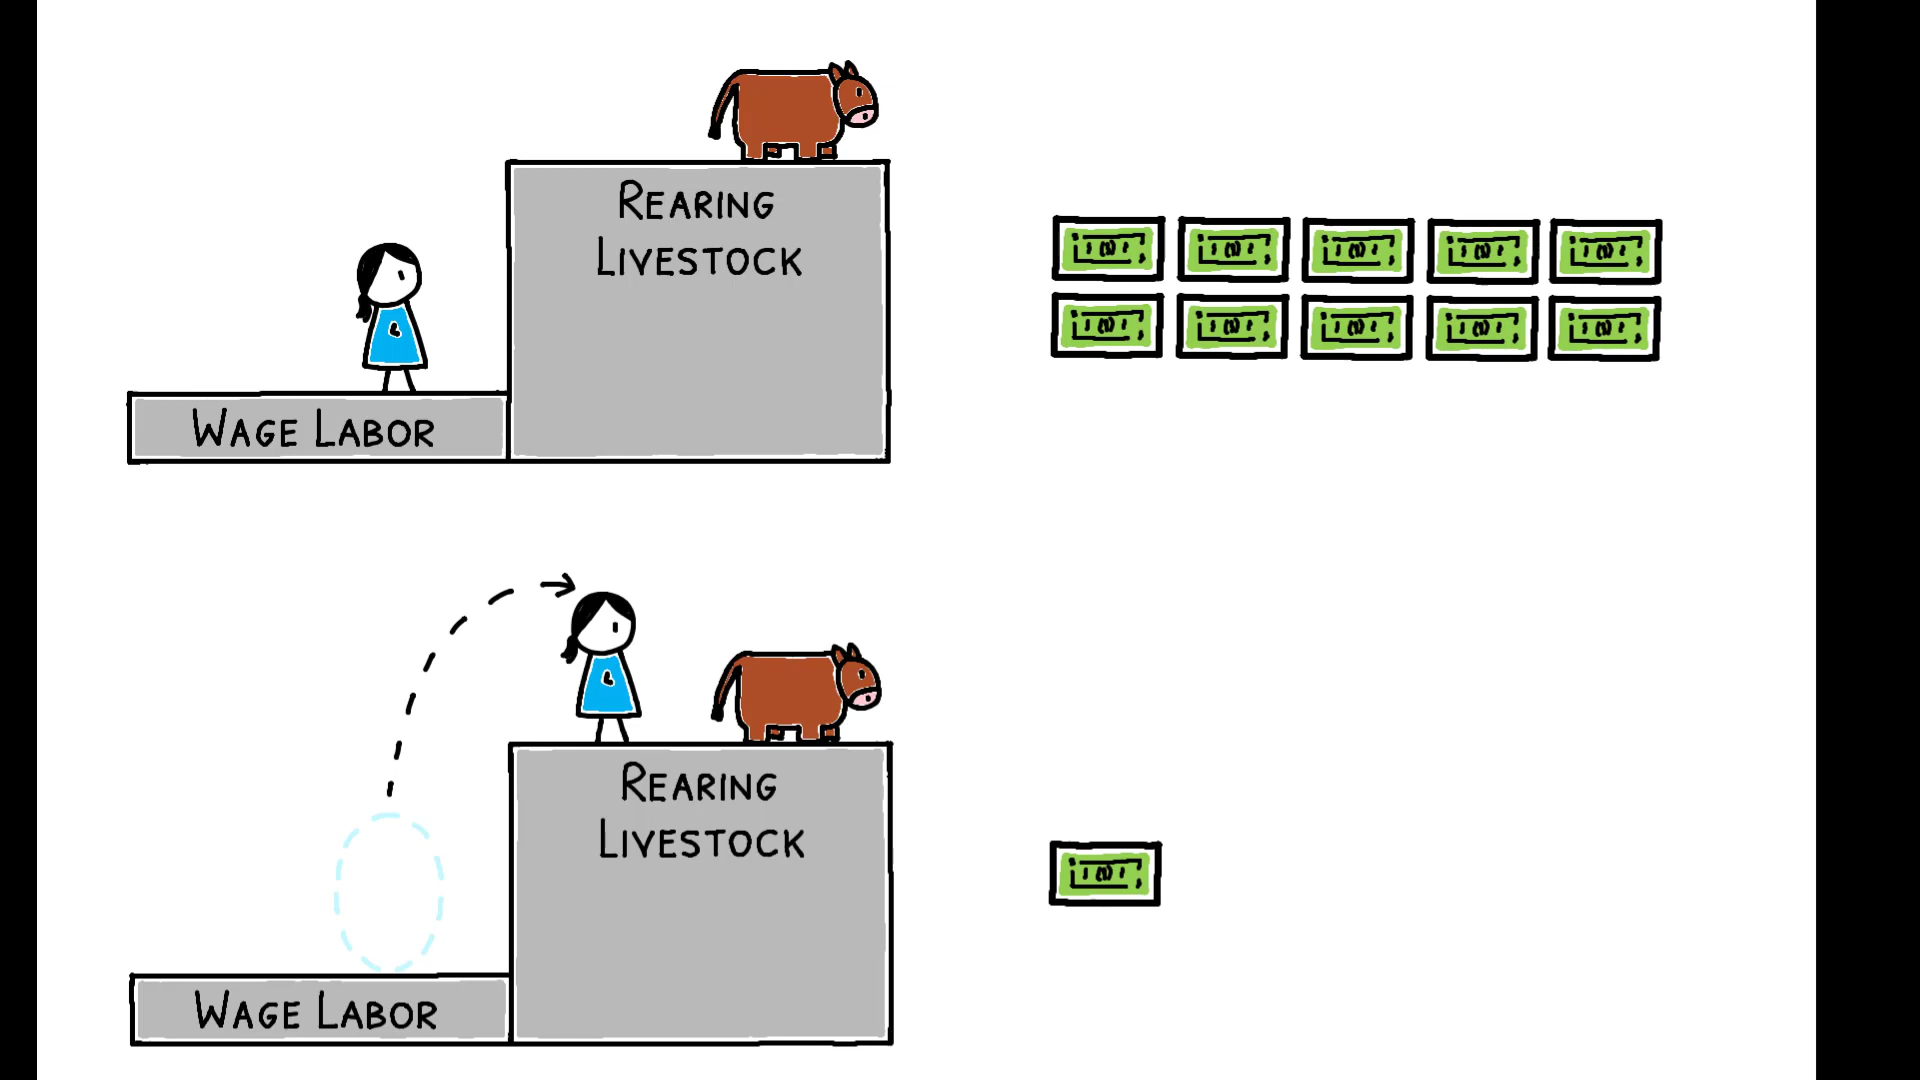 REARING
LIVESTOCK
WAGE LABOR
REARING
LIVESTOCK
WAGE LABOR